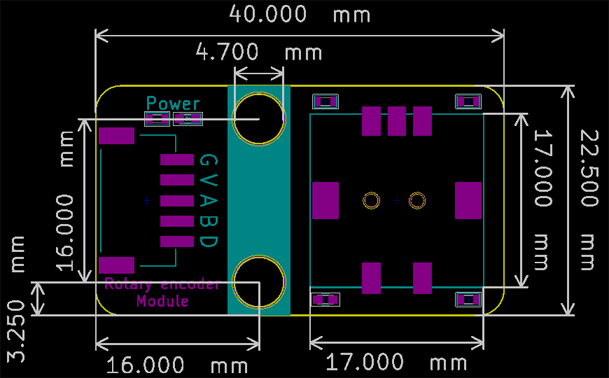 40.000 mm
4.700 mm
Power
G
V
A
B
D
16.000 mm
17.000 mm
22.500 mm
3.250 mm
Rotary encoder
Module
16.000 mm
17.000 mm